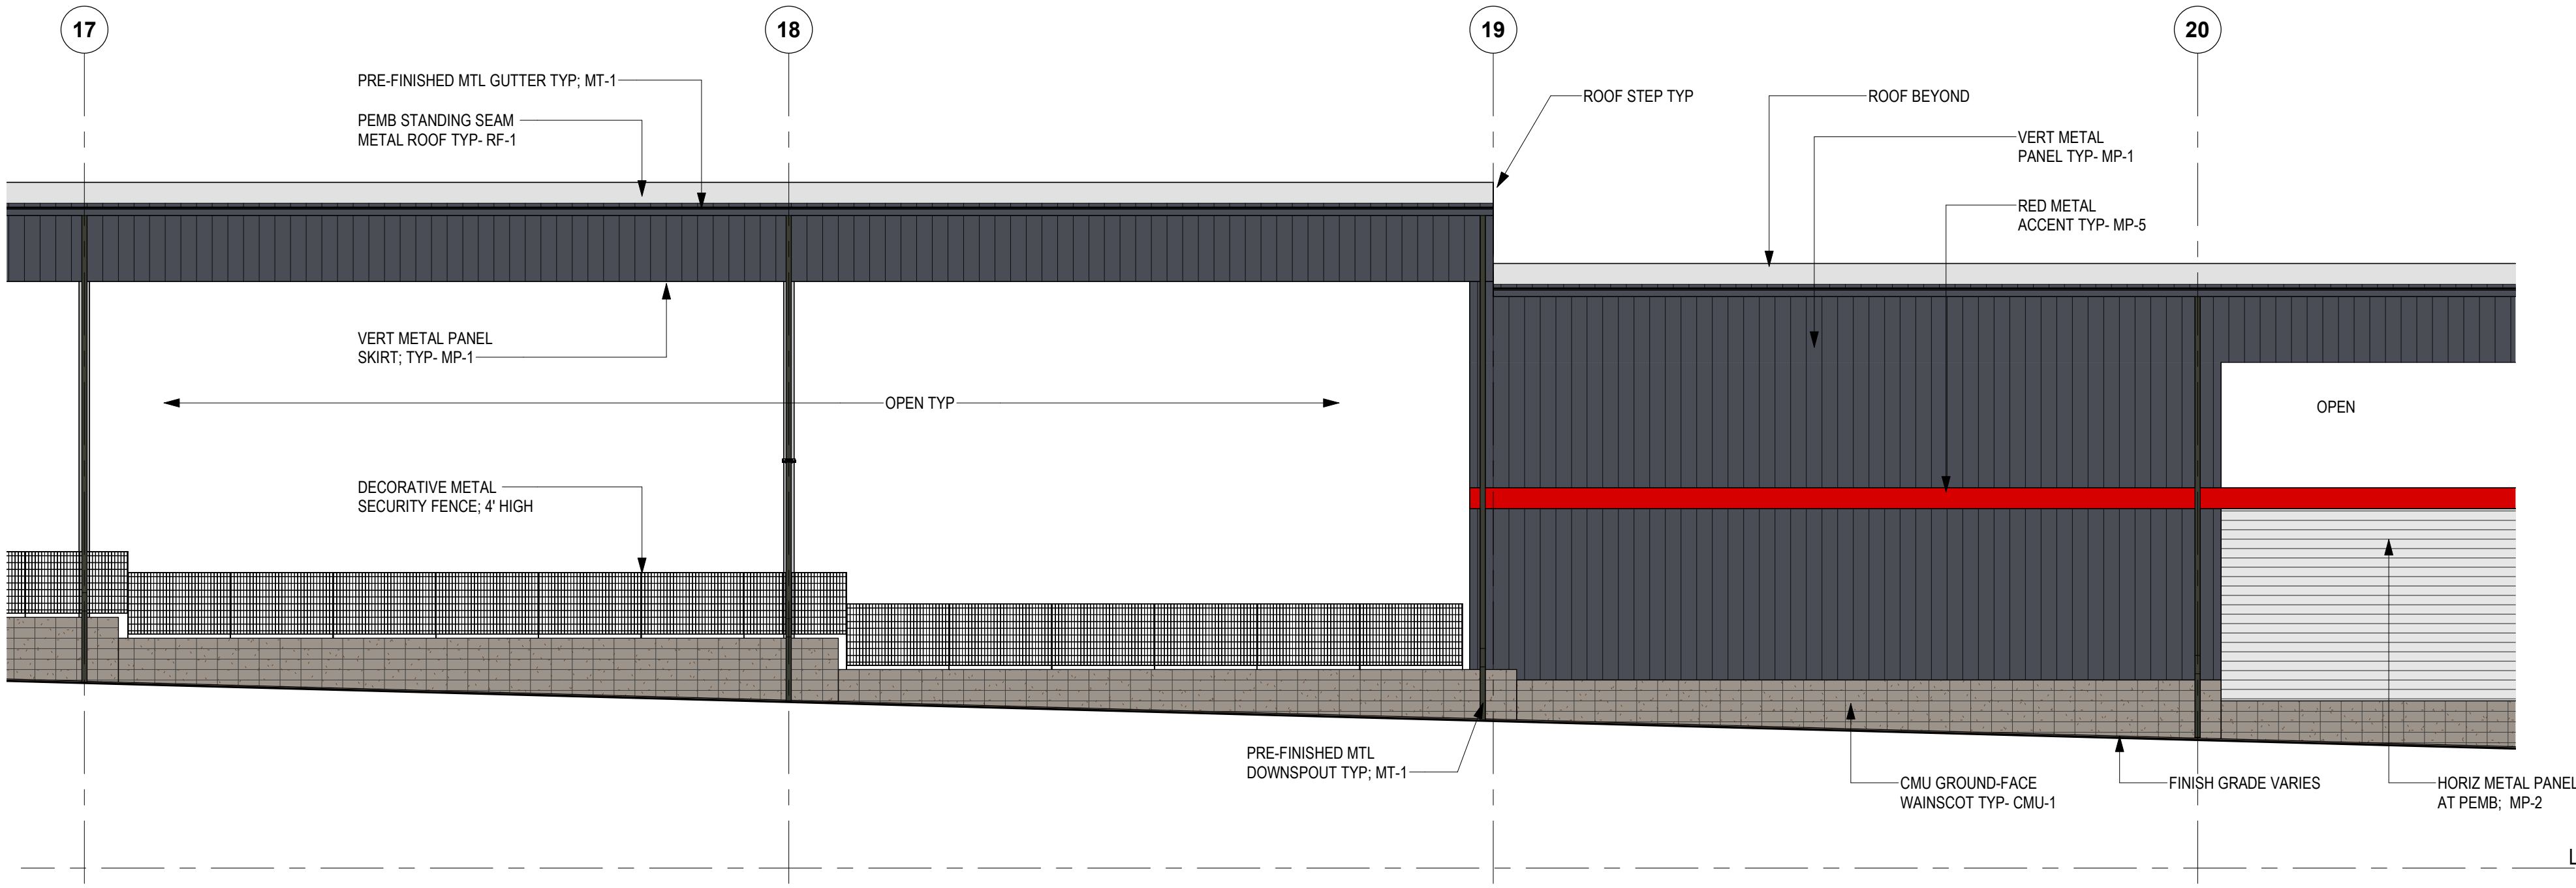 17
18
19
20
PRE-FINISHED MTL GUTTER TYP; MT-1
PEMB STANDING SEAM
METAL ROOF TYP- RF-1
ROOF STEP TYP
ROOF BEYOND
VERT METAL
PANEL TYP- MP-1
RED METAL
ACCENT TYP- MP-5
VERT METAL PANEL
SKIRT; TYP- MP-1
OPEN TYP
OPEN
DECORATIVE METAL
SECURITY FENCE; 4' HIGH
PRE-FINISHED MTL
DOWNSPOUT TYP; MT-1
CMU GROUND-FACE
WAINSCOT TYP- CMU-1
FINISH GRADE VARIES
HORIZ METAL PANEL
AT PEMB; MP-2
L